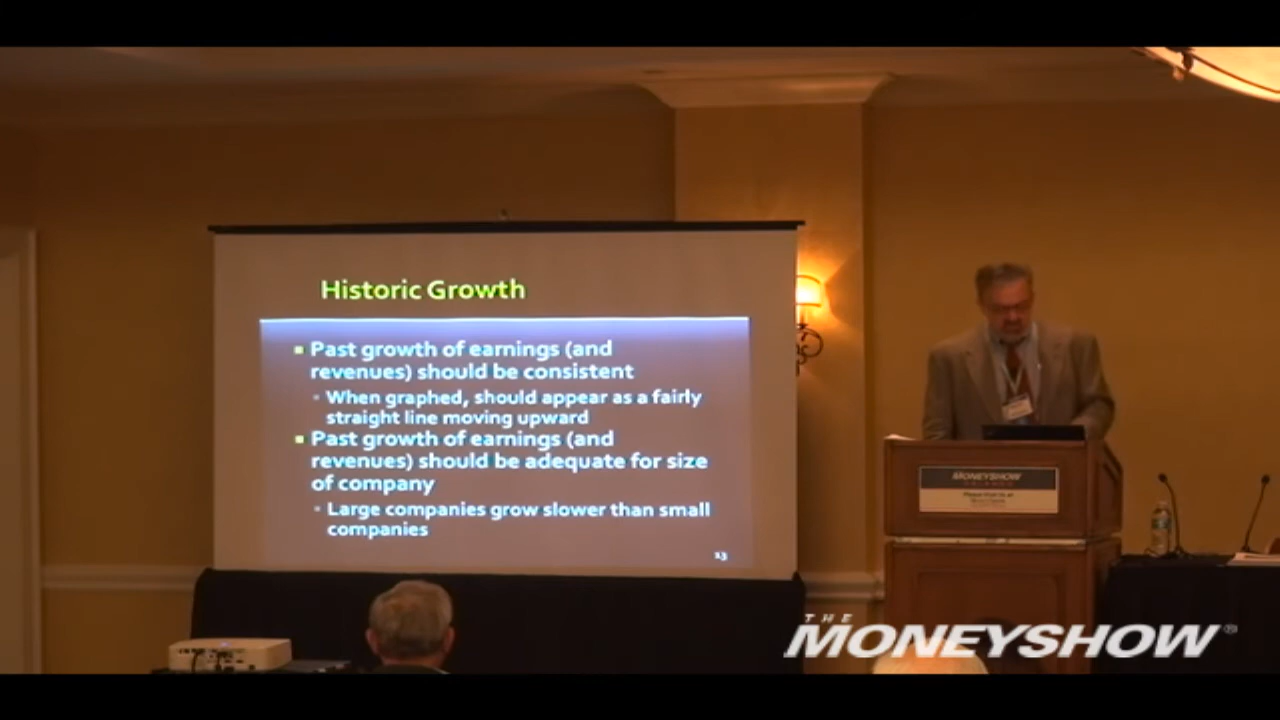 Historic Growth
Past growth of earnings (and
revenues) should be consistent
When graphed, should appear as a fairly
straight line moving upward
Past growth of earnings (and
revenues) should be adequate for size
of company
Large companies grow slower than small
companies
13
MONEYSHOW
THE
MONEYSHOW®